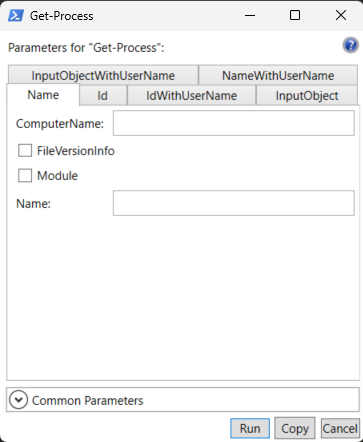 Get-Process
Parameters for "Get-Process":
InputObjectWithUserName NameWithUserName
Name Id IdWithUserName InputObject
ComputerName:
FileVersionInfo
Module
Name:
Common Parameters
Run Copy Cancel